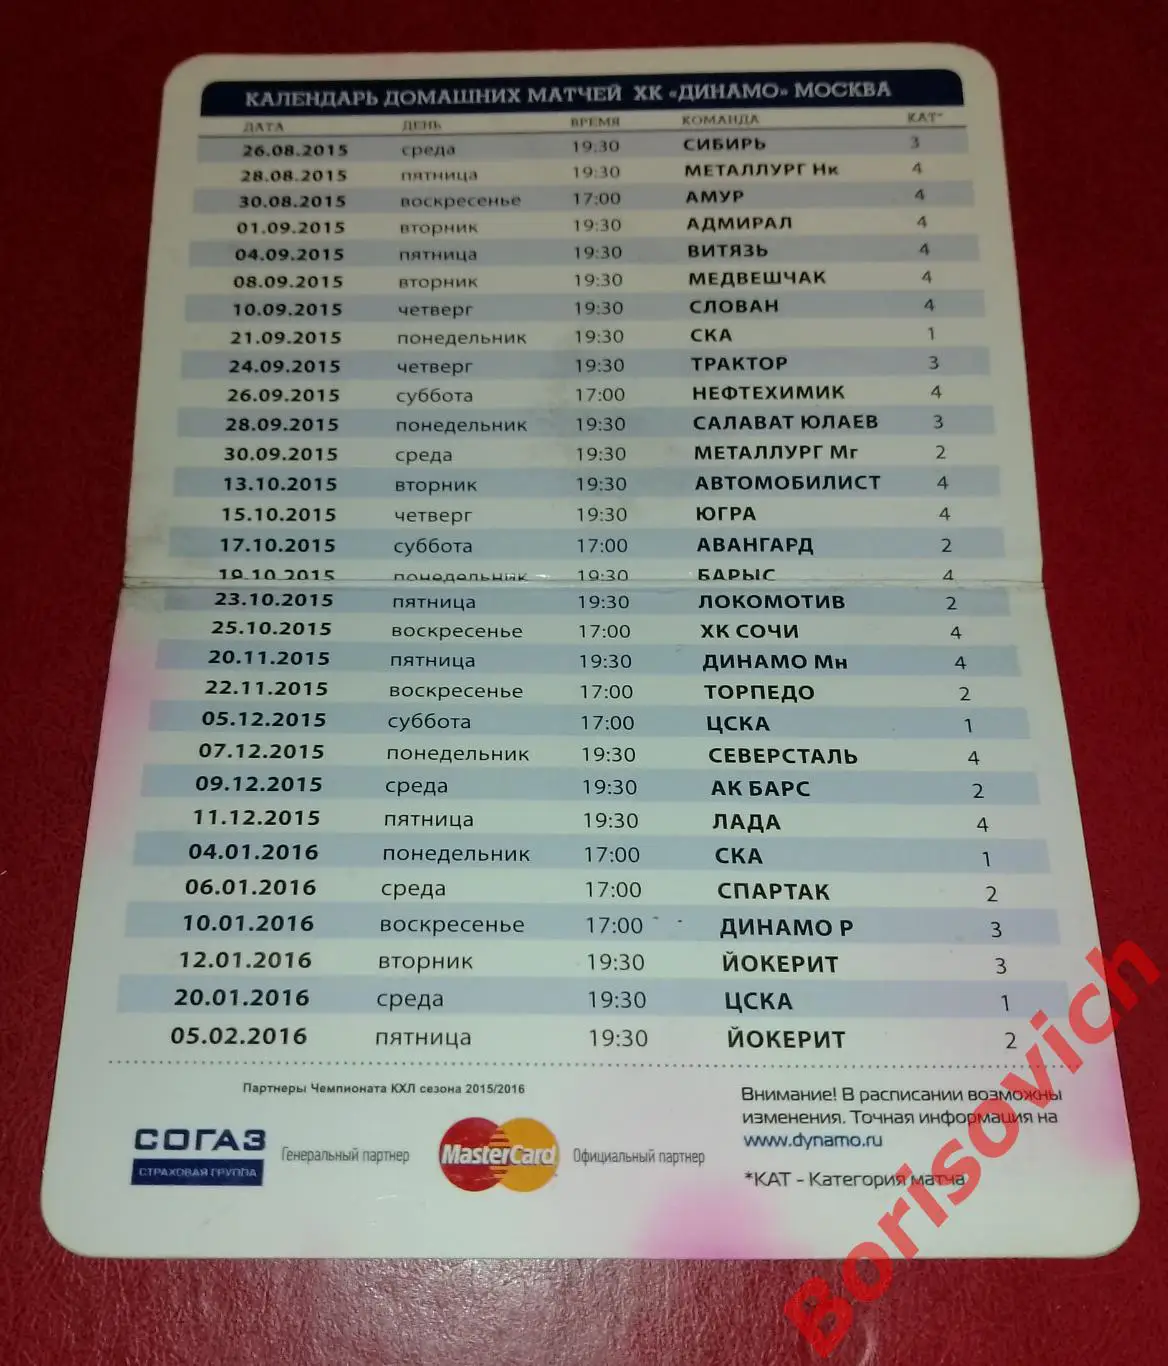 КАЛЕНДАРЬ ДОМАШНИХ МАТЧЕЙ ХК «ДИНАМО» МОСКВА
ДАТА ДЕНЬ ВРЕМЯ КОМАНДА КАТ*
26.08.2015 среда 19:30 СИБИРЬ 3
28.08.2015 пятница 19:30 МЕТАЛЛУРГ Нк 4
30.08.2015 воскресенье 17:00 АМУР 4
01.09.2015 вторник 19:30 АДМИРАЛ 4
04.09.2015 пятница 19:30 ВИТЯЗЬ 4
08.09.2015 вторник 19:30 МЕДВЕШЧАК 4
10.09.2015 четверг 19:30 СЛОВАН 4
21.09.2015 понедельник 19:30 СКА 1
24.09.2015 четверг 19:30 ТРАКТОР 3
26.09.2015 суббота 17:00 НЕФТЕХИМИК 4
28.09.2015 понедельник 19:30 САЛАВАТ ЮЛАЕВ 3
30.09.2015 среда 19:30 МЕТАЛЛУРГ Мг 2
13.10.2015 вторник 19:30 АВТОМОБИЛИСТ 4
15.10.2015 четверг 19:30 ЮГРА 4
17.10.2015 суббота 17:00 АВАНГАРД 2
19.10.2015 понедельник 19:30 БАРЫС 4
23.10.2015 пятница 19:30 ЛОКОМОТИВ 2
25.10.2015 воскресенье 17:00 ХК СОЧИ 4
20.11.2015 пятница 19:30 ДИНАМО Мн 4
22.11.2015 воскресенье 17:00 ТОРПЕДО 2
05.12.2015 суббота 17:00 ЦСКА 1
07.12.2015 понедельник 19:30 СЕВЕРСТАЛЬ 4
09.12.2015 среда 19:30 АК БАРС 2
11.12.2015 пятница 19:30 ЛАДА 4
04.01.2016 понедельник 17:00 СКА 1
06.01.2016 среда 17:00 СПАРТАК 2
10.01.2016 воскресенье 17:00 ДИНАМО Р 3
12.01.2016 вторник 19:30 ЙОКЕРИТ 3
20.01.2016 среда 19:30 ЦСКА 1
05.02.2016 пятница 19:30 ЙОКЕРИТ 2
Партнеры Чемпионата КХЛ сезона 2015/2016
СОГАЗ
СТРАХОВАЯ ГРУППА
Генеральный партнер
MasterCard
Официальный партнер
Внимание! В расписании возможны
изменения. Точная информация на
www.dynamo.ru
*КАТ - Категория матча
Borisovich